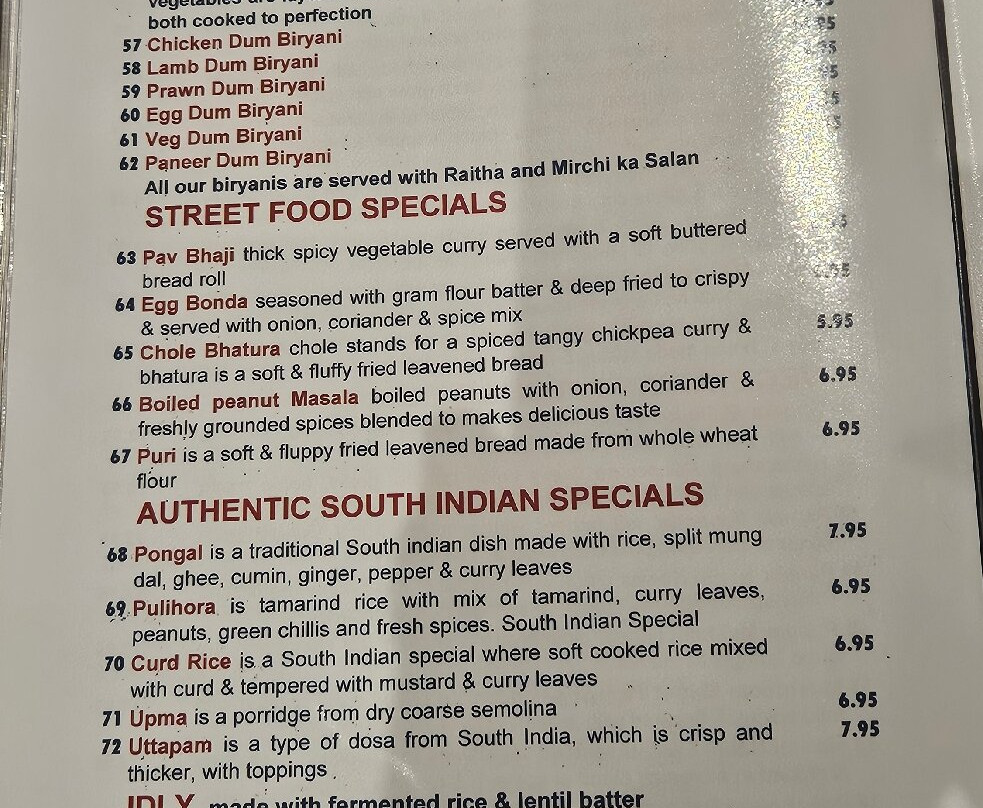 vegetables are
both cooked to perfection
57 Chicken Dum Biryani
58 Lamb Dum Biryani
59 Prawn Dum Biryani
60 Egg Dum Biryani
61 Veg Dum Biryani
62 Paneer Dum Biryani
All our biryanis are served with Raitha and Mirchi ka Salan
STREET FOOD SPECIALS
63 Pav Bhaji thick spicy vegetable curry served with a soft buttered
bread roll
64 Egg Bonda seasoned with gram flour batter & deep fried to crispy
& served with onion, coriander & spice mix
65 Chole Bhatura chole stands for a spiced tangy chickpea curry & 5.95
bhatura is a soft & fluffy fried leavened bread
66 Boiled peanut Masala boiled peanuts with onion, coriander & 6.95
freshly grounded spices blended to makes delicious taste
67 Puri is a soft & fluppy fried leavened bread made from whole wheat 6.95
flour
AUTHENTIC SOUTH INDIAN SPECIALS
68 Pongal is a traditional South indian dish made with rice, split mung 7.95
dal, ghee, cumin, ginger, pepper & curry leaves
69 Pulihora is tamarind rice with mix of tamarind, curry leaves, 6.95
peanuts, green chillis and fresh spices. South Indian Special
70 Curd Rice is a South Indian special where soft cooked rice mixed 6.95
with curd & tempered with mustard & curry leaves
71 Upma is a porridge from dry coarse semolina 6.95
72 Uttapam is a type of dosa from South India, which is crisp and 7.95
thicker, with toppings
IDLY made with fermented rice & lentil batter